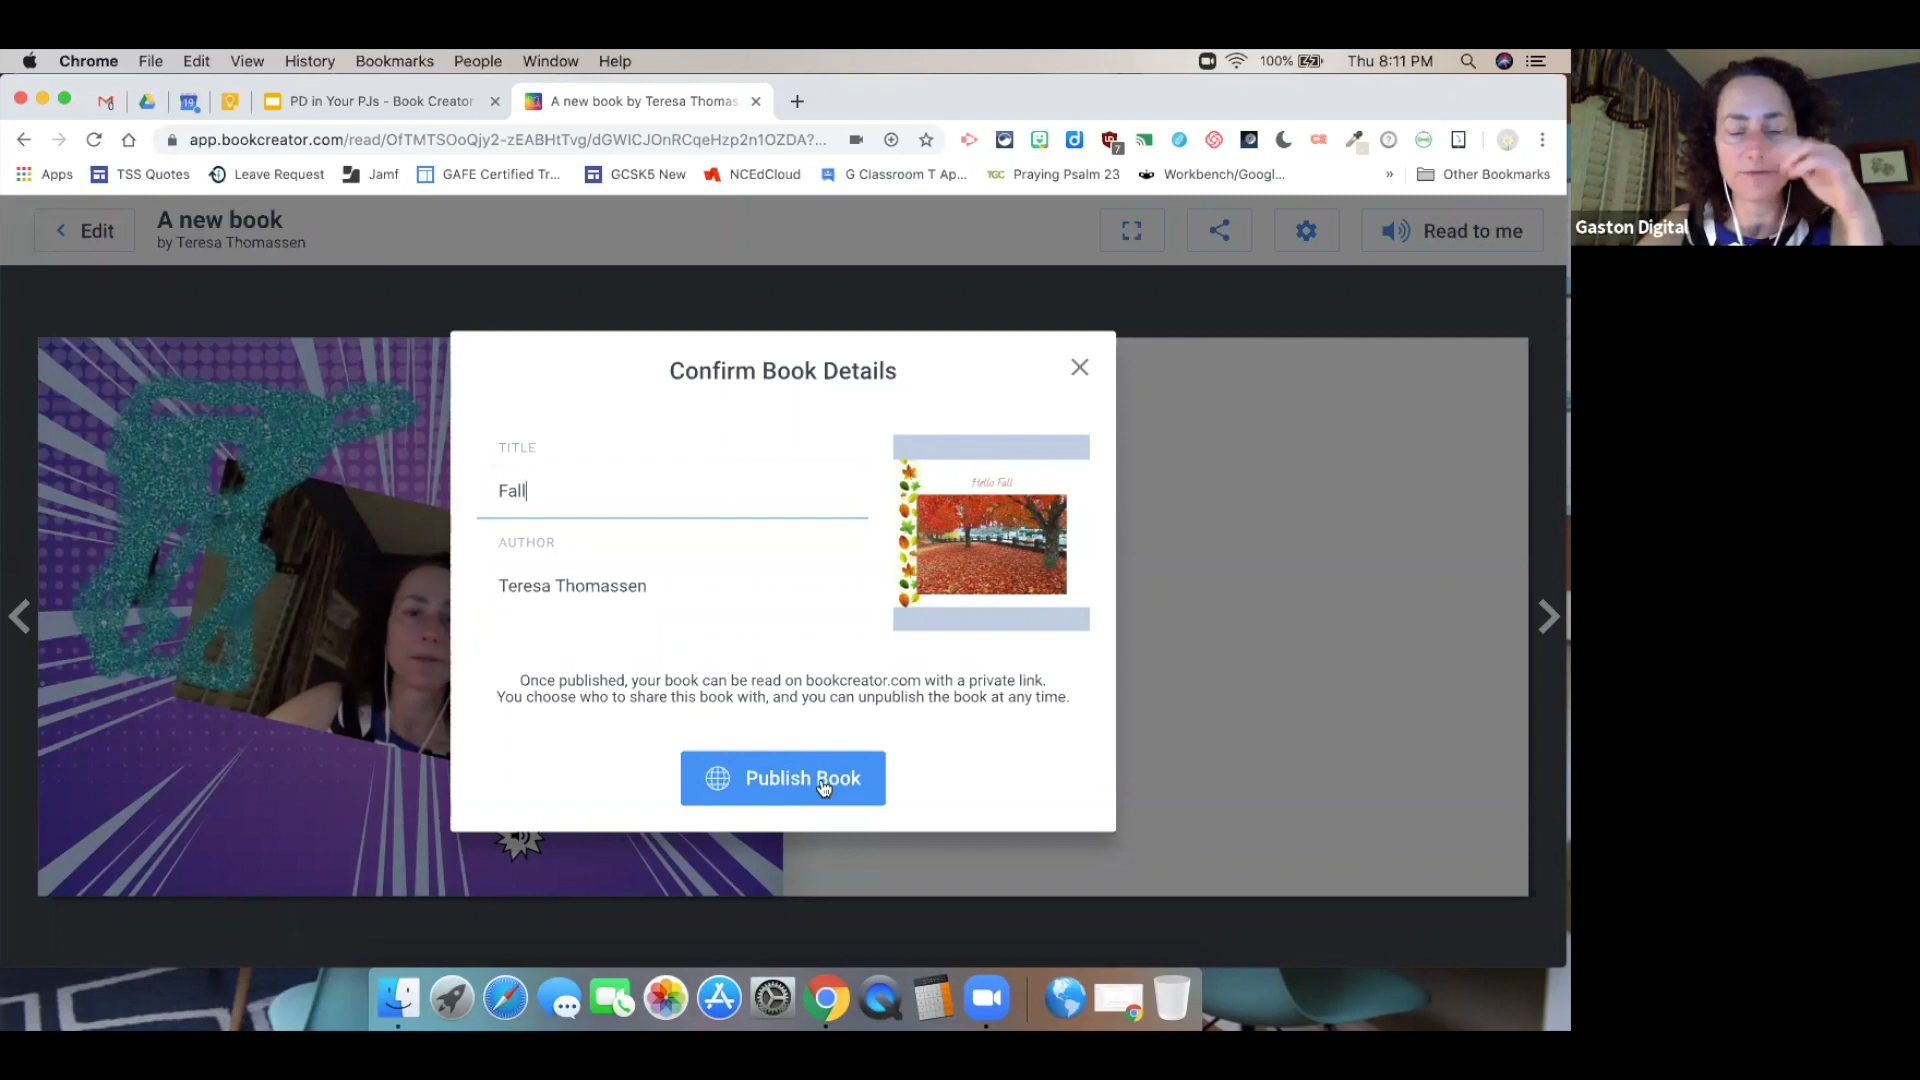 Chrome File Edit View History Bookmarks People Window Help 100% Thu 8:11 PM
19 PD in Your PJs - Book Creator A new book by Teresa Thomas
app.bookcreator.com/read/OfTMTSOoQjy2-zEABHtTvg/dGWlCJOnRCqeHzp2n1OZDA?... 7 CR
Apps TSS Quotes Leave Request Jamf GAFE Certified Tr... GCSK5 New NCEdCloud G Classroom T Ap... TGC Praying Psalm 23 Workbench/Googl... » Other Bookmarks
Edit
A new book
by Teresa Thomassen
Read to me
Gaston Digital
Confirm Book Details
TITLE
Fall
AUTHOR
Teresa Thomassen
Hello Fall
Once published, your book can be read on bookcreator.com with a private link.
You choose who to share this book with, and you can unpublish the book at any time.
Publish Book